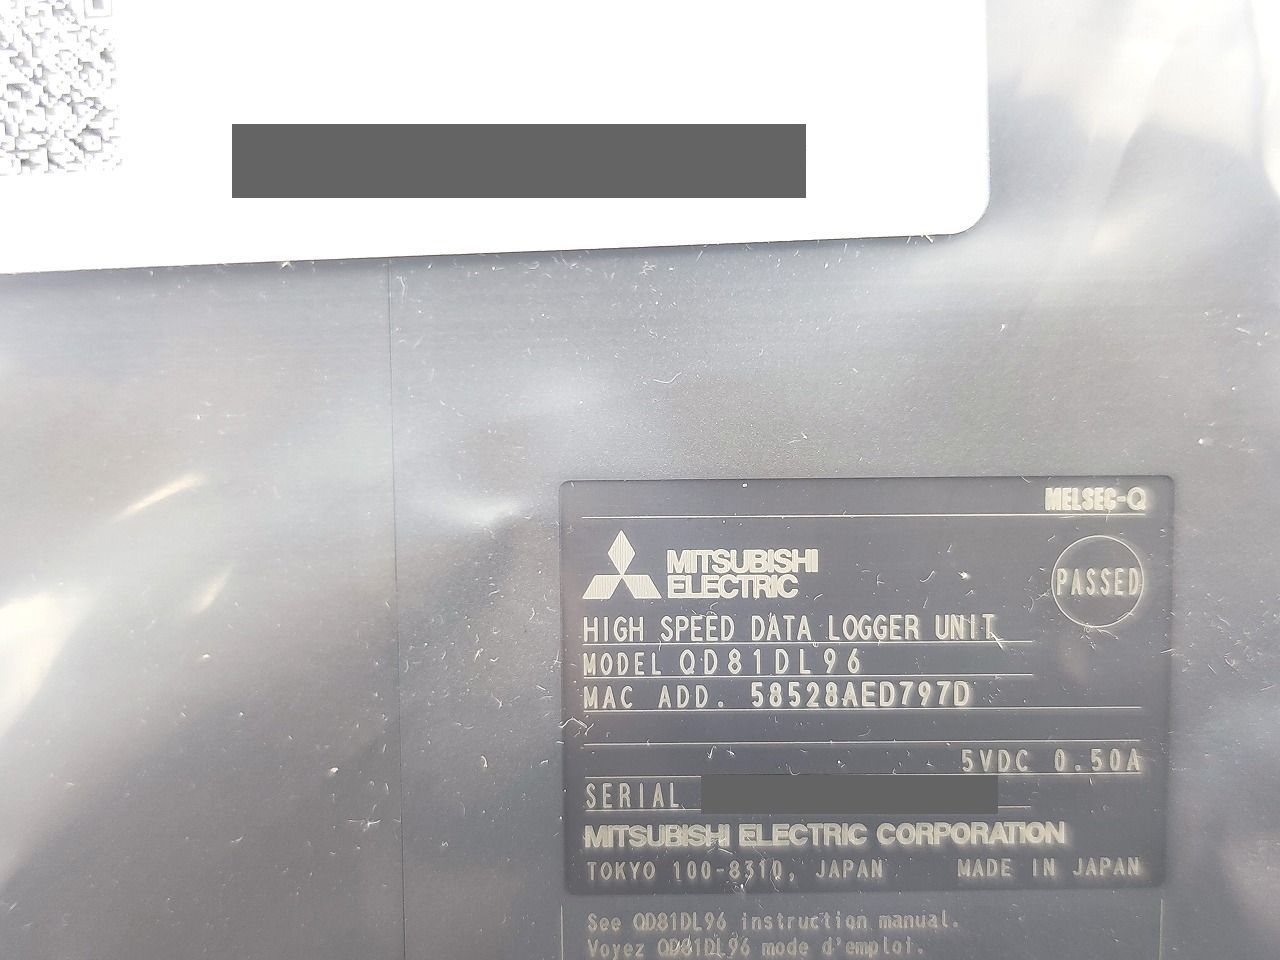 MELSEC-Q
MITSUBISHI
ELECTRIC
PASSED
HIGH SPEED DATA LOGGER UNIT
MODEL QD81DL96
MAC ADD. 58528AED797D
5VDC 0.50A
SERIAL
MITSUBISHI ELECTRIC CORPORATION
TOKYO 100-8310, JAPAN MADE IN JAPAN
See QD81DL96 instruction manual.
Voyez QD81DL96 mode d'emploi.